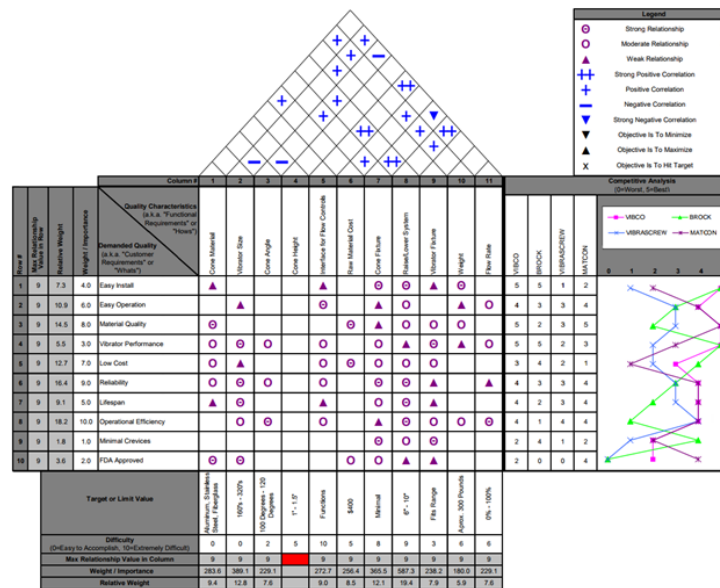 Legend
Strong Relationship
Moderate Relationship
Weak Relationship
Strong Positive Correlation
Positive Correlation
Negative Correlation
Strong Negative Correlation
Objective Is To Minimize
Objective Is To Maximize
X Objective Is To Hit Target
Column # 1 2 3 4 5 6 7 8 9 10 11
Competitive Analysis
(0=Worst, 5=Best)
Row #
Max Relationship Value in Row
Relative Weight
Weight / Importance
Quality Characteristics
(a.k.a. "Functional Requirements" or "Hows")
Demanded Quality
(a.k.a. "Customer Requirements" or "Whats")
Cone Material
Vibrator Size
Cone Angle
Cone Height
Interface for Flow Controls
Raw Material Cost
Cone Fixture
Raise/Lower System
Vibrator Fixture
Weight
Flow Rate
VIBCO
BROCK
VIBRASCREW
MATCON
VIBCO BROCK
VIBRASCREW MATCON
0 1 2 3 4 5
1 9 7.3 4.0 Easy Install 5 5 1 2
2 9 10.9 6.0 Easy Operation 4 3 3 4
3 9 14.5 8.0 Material Quality 5 2 3 5
4 9 5.5 3.0 Vibrator Performance 5 5 2 3
5 9 12.7 7.0 Low Cost 3 4 2 1
6 9 16.4 9.0 Reliability 4 3 3 4
7 9 9.1 5.0 Lifespan 4 2 3 4
8 9 18.2 10.0 Operational Efficiency 4 1 4 4
9 9 1.8 1.0 Minimal Crevices 2 4 1 2
10 9 3.6 2.0 FDA Approved 2 0 0 4
Target or Limit Value
Aluminum, Stainless Steel, Fiberglass
160's - 320's
100 Degrees - 120 Degrees
1" - 1.5'
Functions
$400
Minimal
6" - 10"
Fits Range
Aprox. 300 Pounds
0% - 100%
Difficulty
(0=Easy to Accomplish, 10=Extremely Difficult)
0 0 2 5 10 5 8 9 3 6 6
Max Relationship Value in Column 9 9 9 9 9 9 9 9 9 9
Weight / Importance 283.6 389.1 229.1 272.7 256.4 365.5 587.3 238.2 180.0 229.1
Relative Weight 9.4 12.8 7.6 9.0 8.5 12.1 19.4 7.9 5.9 7.6